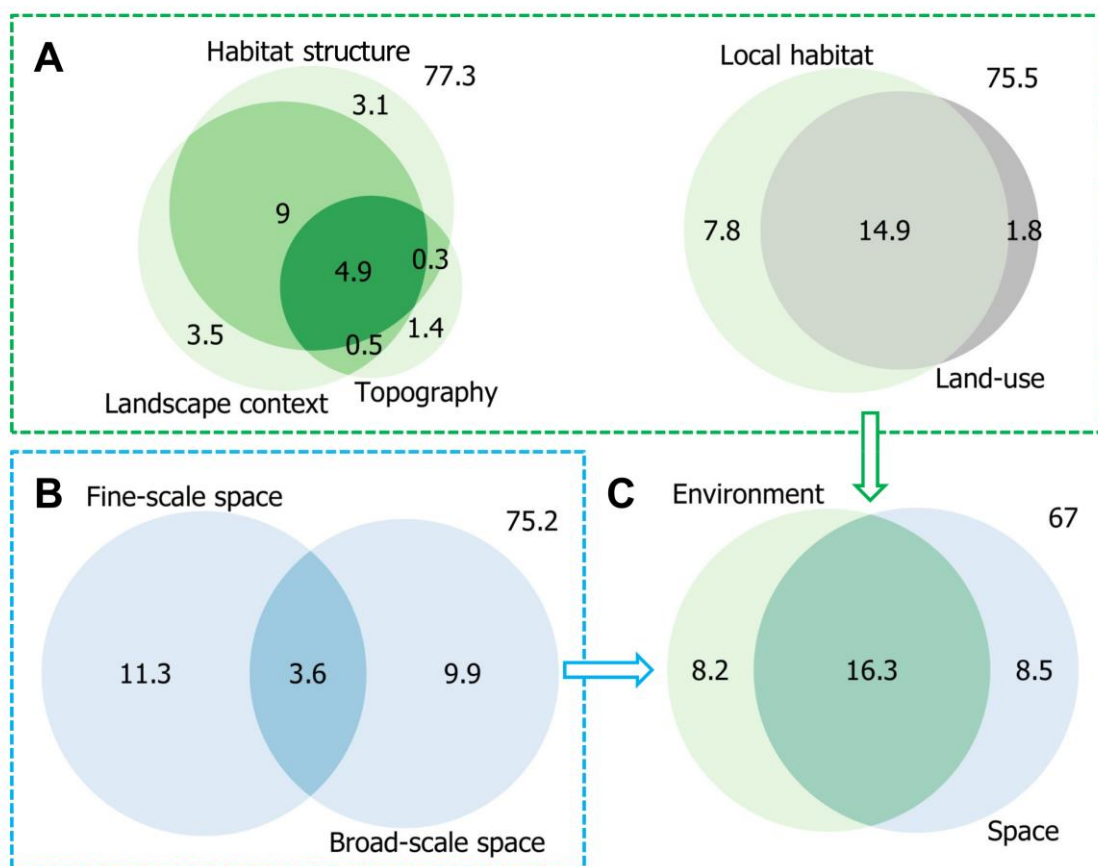 A
Habitat structure
77.3
3.1
9
4.9
0.3
3.5
0.5
1.4
Landscape context
Topography
Local habitat
75.5
7.8
14.9
1.8
Land-use
B
Fine-scale space
75.2
11.3
3.6
9.9
Broad-scale space
C
Environment
67
8.2
16.3
8.5
Space